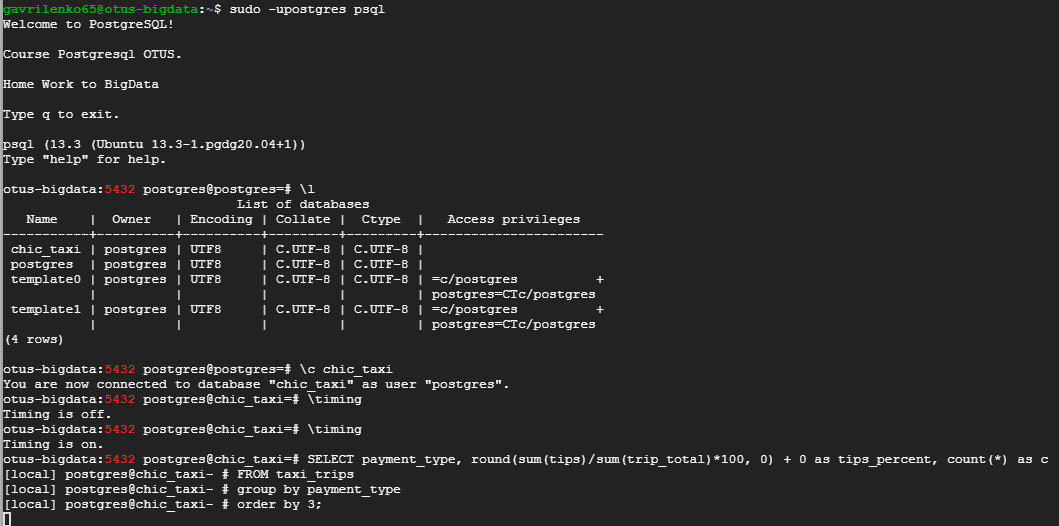 gavrilenko65@otus-bigdata:~$ sudo -upostgres psql
Welcome to PostgreSQL!
Course Postgresql OTUS.
Home Work to BigData
Type q to exit.
psql (13.3 (Ubuntu 13.3-1.pgdg20.04+1))
Type "help" for help.
otus-bigdata:5432 postgres@postgres=# \l
                              List of databases
   Name    |  Owner   | Encoding | Collate |  Ctype  |   Access privileges
-----------+----------+----------+---------+---------+-----------------------
 chic_taxi | postgres | UTF8     | C.UTF-8 | C.UTF-8 |
 postgres  | postgres | UTF8     | C.UTF-8 | C.UTF-8 |
 template0 | postgres | UTF8     | C.UTF-8 | C.UTF-8 | =c/postgres          +
           |          |          |         |         | postgres=CTc/postgres
 template1 | postgres | UTF8     | C.UTF-8 | C.UTF-8 | =c/postgres          +
           |          |          |         |         | postgres=CTc/postgres
(4 rows)
otus-bigdata:5432 postgres@postgres=# \c chic_taxi
You are now connected to database "chic_taxi" as user "postgres".
otus-bigdata:5432 postgres@chic_taxi=# \timing
Timing is off.
otus-bigdata:5432 postgres@chic_taxi=# \timing
Timing is on.
otus-bigdata:5432 postgres@chic_taxi=# SELECT payment_type, round(sum(tips)/sum(trip_total)*100, 0) + 0 as tips_percent, count(*) as c
[local] postgres@chic_taxi- # FROM taxi_trips
[local] postgres@chic_taxi- # group by payment_type
[local] postgres@chic_taxi- # order by 3;